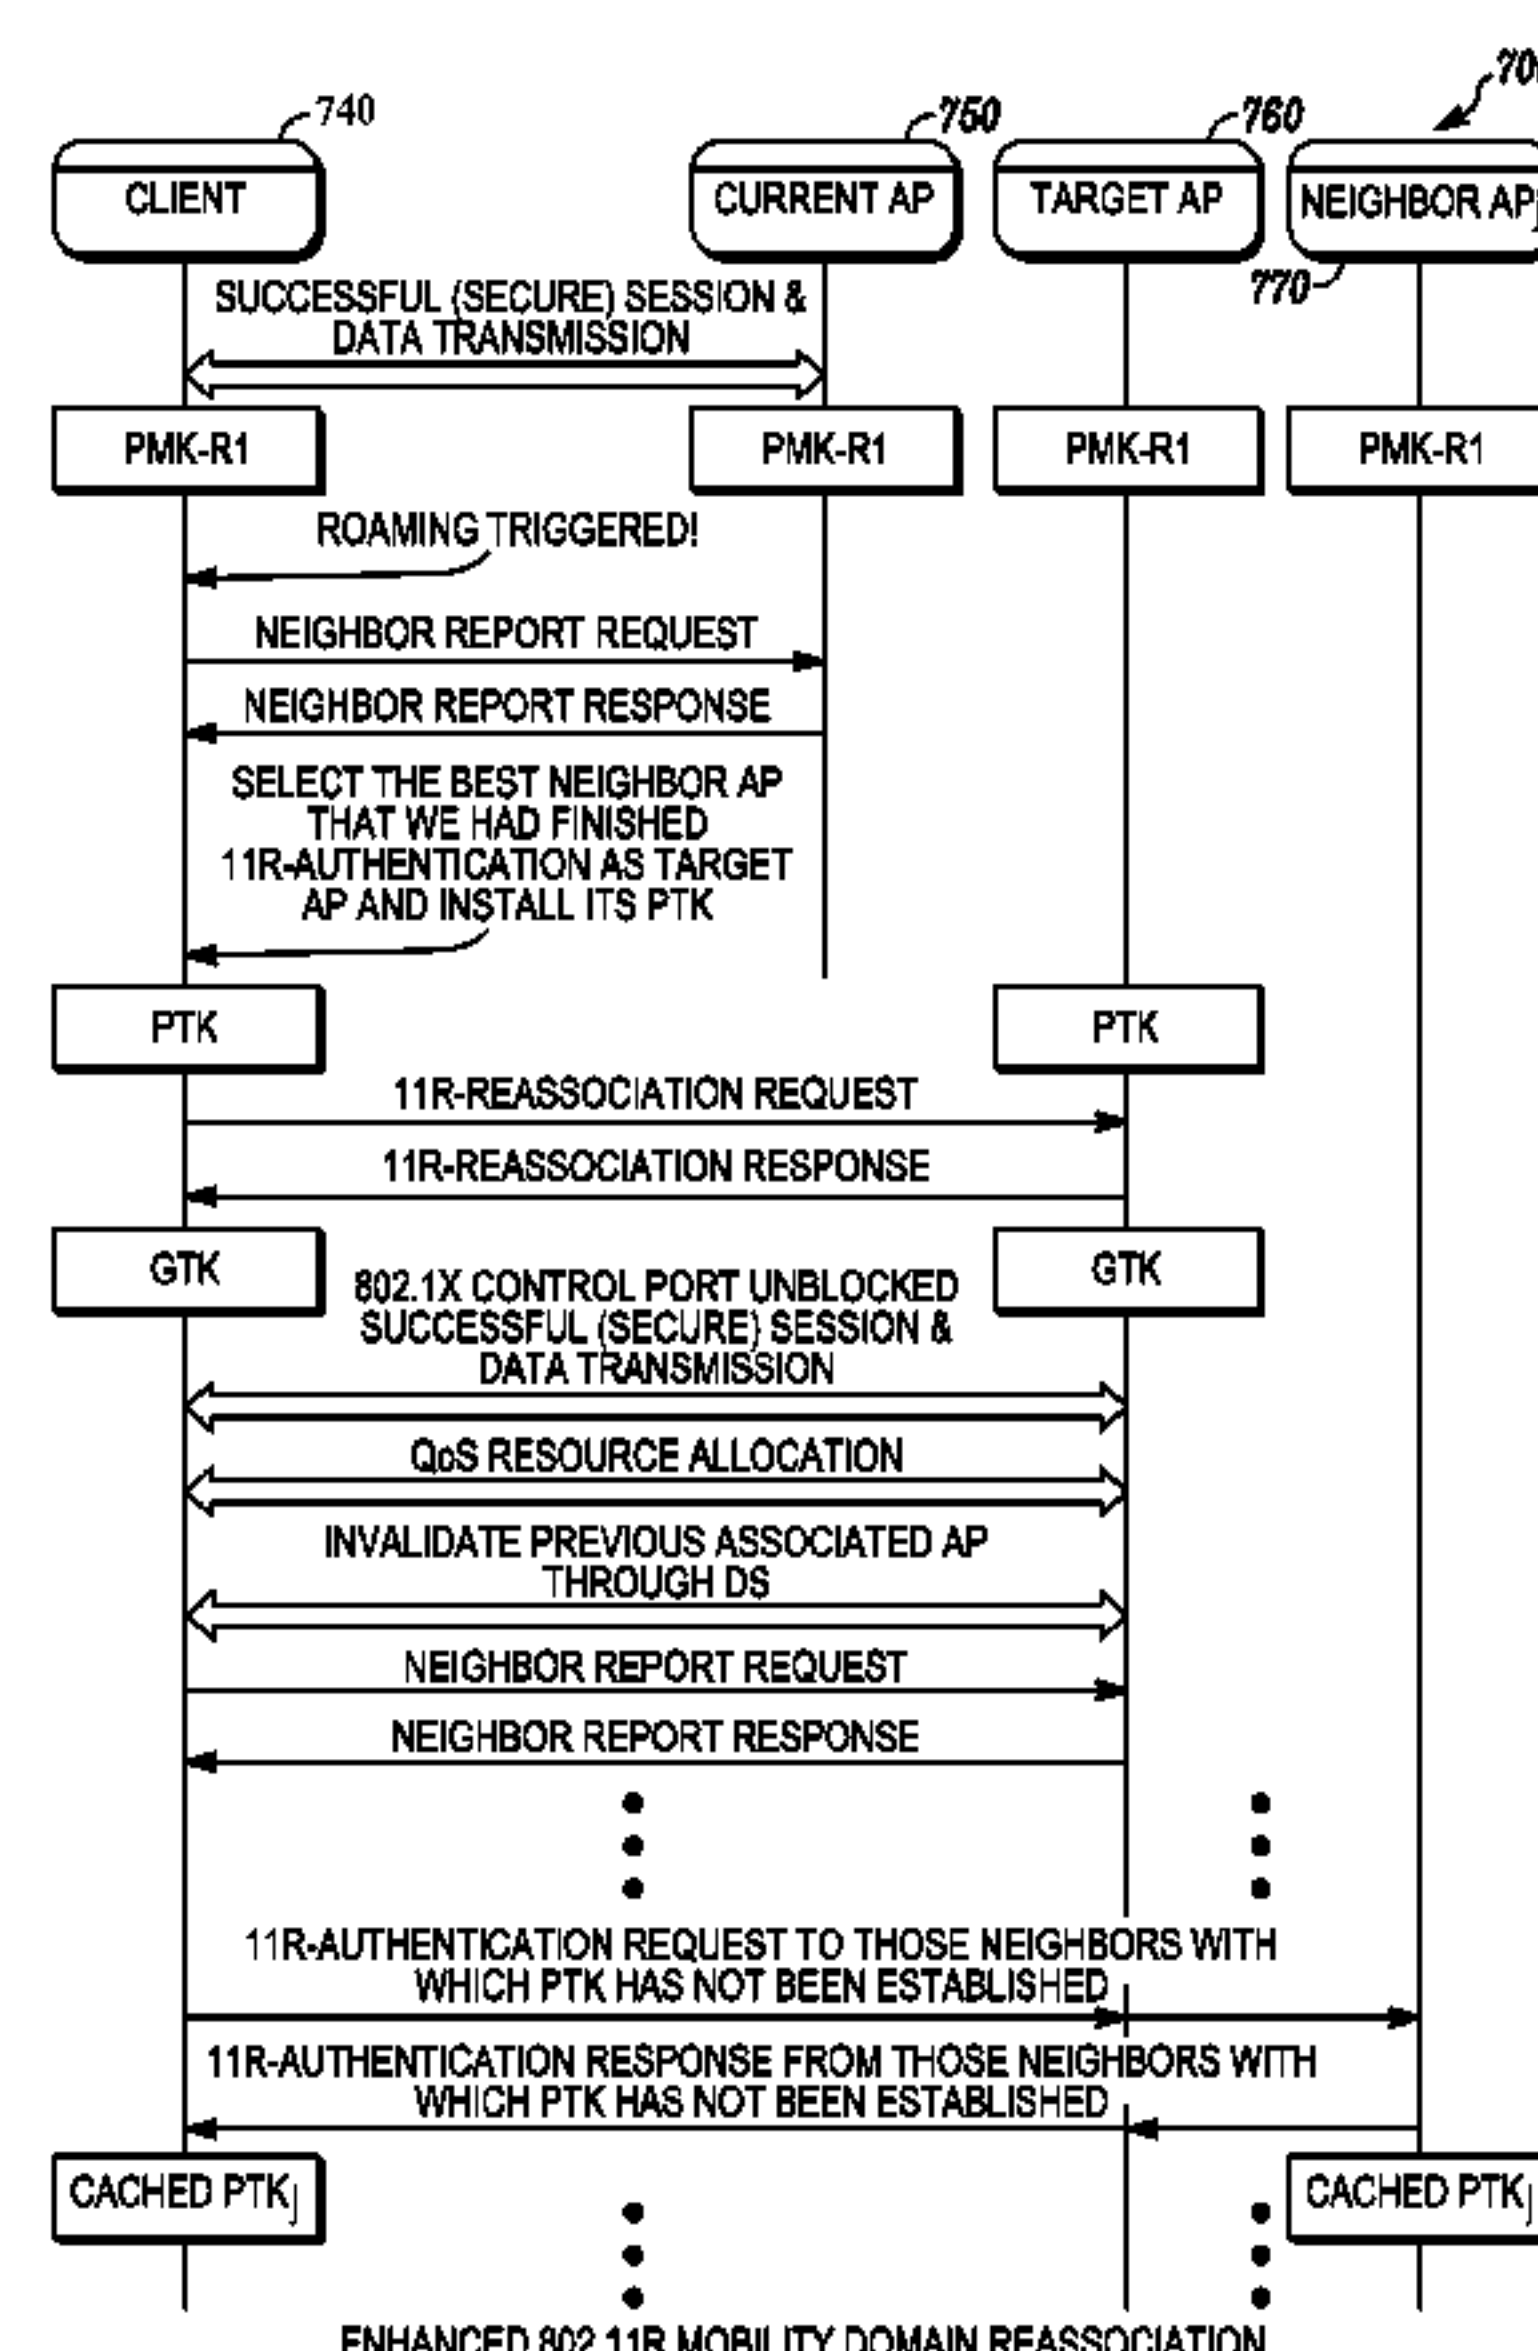 740
750
760
CLIENT
CURRENT AP
TARGET AP
NEIGHBOR APj
770
SUCCESSFUL (SECURE) SESSION &
DATA TRANSMISSION
PMK-R1
PMK-R1
PMK-R1
PMK-R1
ROAMING TRIGGERED!
NEIGHBOR REPORT REQUEST
NEIGHBOR REPORT RESPONSE
SELECT THE BEST NEIGHBOR AP
THAT WE HAD FINISHED
11R-AUTHENTICATION AS TARGET
AP AND INSTALL ITS PTK
PTK
PTK
11R-REASSOCIATION REQUEST
11R-REASSOCIATION RESPONSE
GTK
GTK
802.1X CONTROL PORT UNBLOCKED
SUCCESSFUL (SECURE) SESSION &
DATA TRANSMISSION
QoS RESOURCE ALLOCATION
INVALIDATE PREVIOUS ASSOCIATED AP
THROUGH DS
NEIGHBOR REPORT REQUEST
NEIGHBOR REPORT RESPONSE
11R-AUTHENTICATION REQUEST TO THOSE NEIGHBORS WITH
WHICH PTK HAS NOT BEEN ESTABLISHED
11R-AUTHENTICATION RESPONSE FROM THOSE NEIGHBORS WITH
WHICH PTK HAS NOT BEEN ESTABLISHED
CACHED PTKj
CACHED PTKj
ENHANCED 802.11R MOBILITY DOMAIN REASSOCIATION